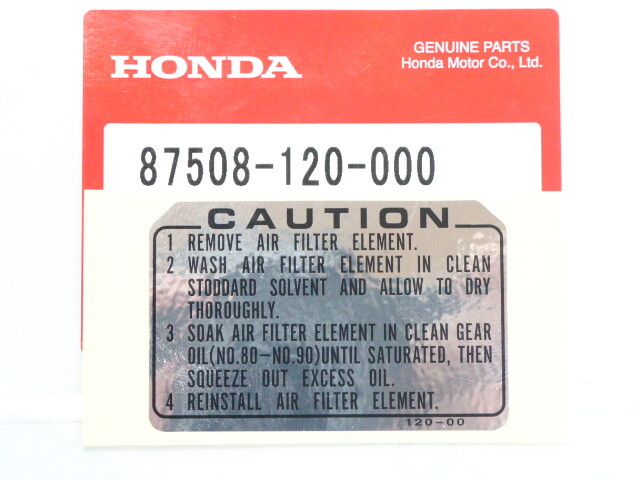 HONDA
GENUINE PARTS
Honda Motor Co., Ltd.
87508-120-000
CAUTION
1 REMOVE AIR FILTER ELEMENT.
2 WASH AIR FILTER ELEMENT IN CLEAN
STODDARD SOLVENT AND ALLOW TO DRY
THOROUGHLY.
3 SOAK AIR FILTER ELEMENT IN CLEAN GEAR
OIL(NO.80-NO.90)UNTIL SATURATED, THEN
SQUEEZE OUT EXCESS OIL.
4 REINSTALL AIR FILTER ELEMENT.
120-00